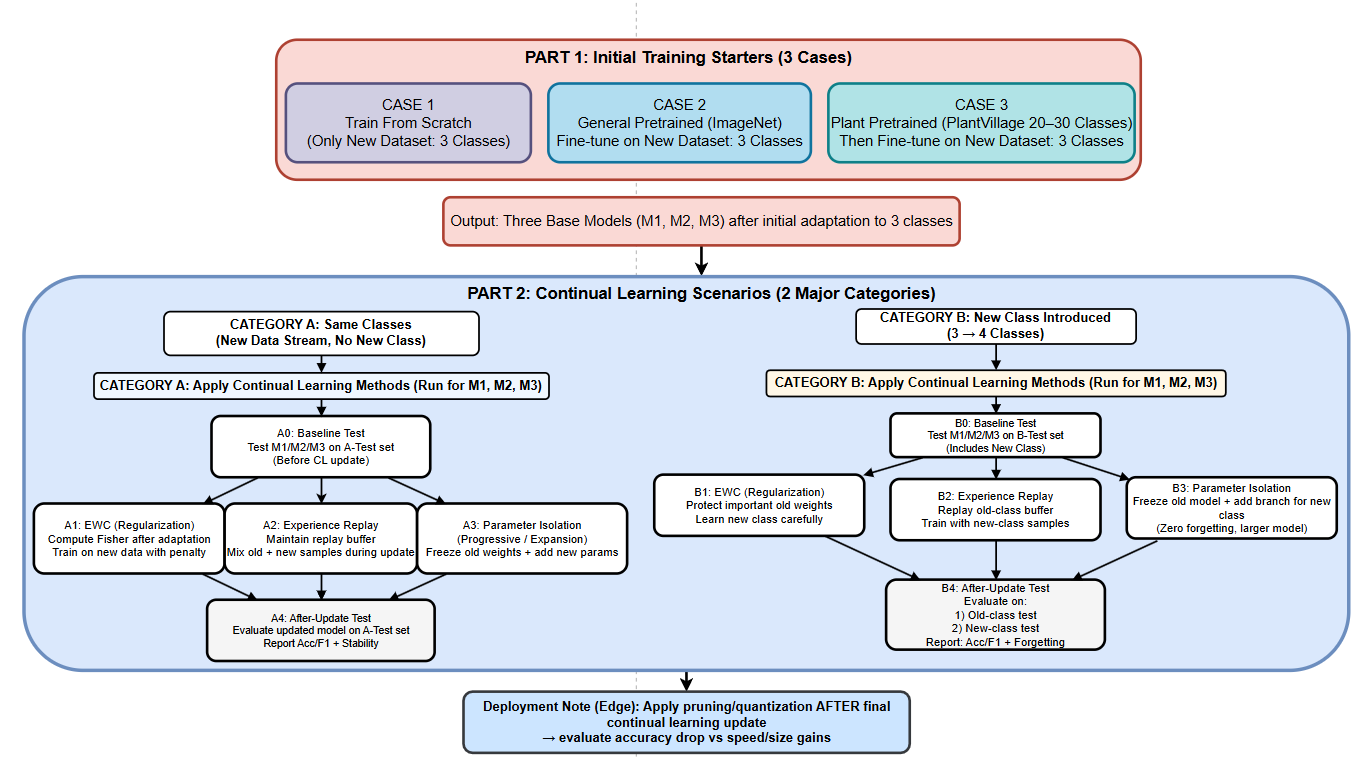 PART 1: Initial Training Starters (3 Cases)
CASE 1
Train From Scratch
(Only New Dataset: 3 Classes)
CASE 2
General Pretrained (ImageNet)
Fine-tune on New Dataset: 3 Classes
CASE 3
Plant Pretrained (PlantVillage 20–30 Classes)
Then Fine-tune on New Dataset: 3 Classes
Output: Three Base Models (M1, M2, M3) after initial adaptation to 3 classes
PART 2: Continual Learning Scenarios (2 Major Categories)
CATEGORY A: Same Classes
(New Data Stream, No New Class)
CATEGORY A: Apply Continual Learning Methods (Run for M1, M2, M3)
A0: Baseline Test
Test M1/M2/M3 on A-Test set
(Before CL update)
A1: EWC (Regularization)
Compute Fisher after adaptation
Train on new data with penalty
A2: Experience Replay
Maintain replay buffer
Mix old + new samples during update
A3: Parameter Isolation
(Progressive / Expansion)
Freeze old weights + add new params
A4: After-Update Test
Evaluate updated model on A-Test set
Report Acc/F1 + Stability
CATEGORY B: New Class Introduced
(3 → 4 Classes)
CATEGORY B: Apply Continual Learning Methods (Run for M1, M2, M3)
B0: Baseline Test
Test M1/M2/M3 on B-Test set
(Includes New Class)
B1: EWC (Regularization)
Protect important old weights
Learn new class carefully
B2: Experience Replay
Replay old-class buffer
Train with new-class samples
B3: Parameter Isolation
Freeze old model + add branch for new
class
(Zero forgetting, larger model)
B4: After-Update Test
Evaluate on:
1) Old-class test
2) New-class test
Report: Acc/F1 + Forgetting
Deployment Note (Edge): Apply pruning/quantization AFTER final
continual learning update
→ evaluate accuracy drop vs speed/size gains